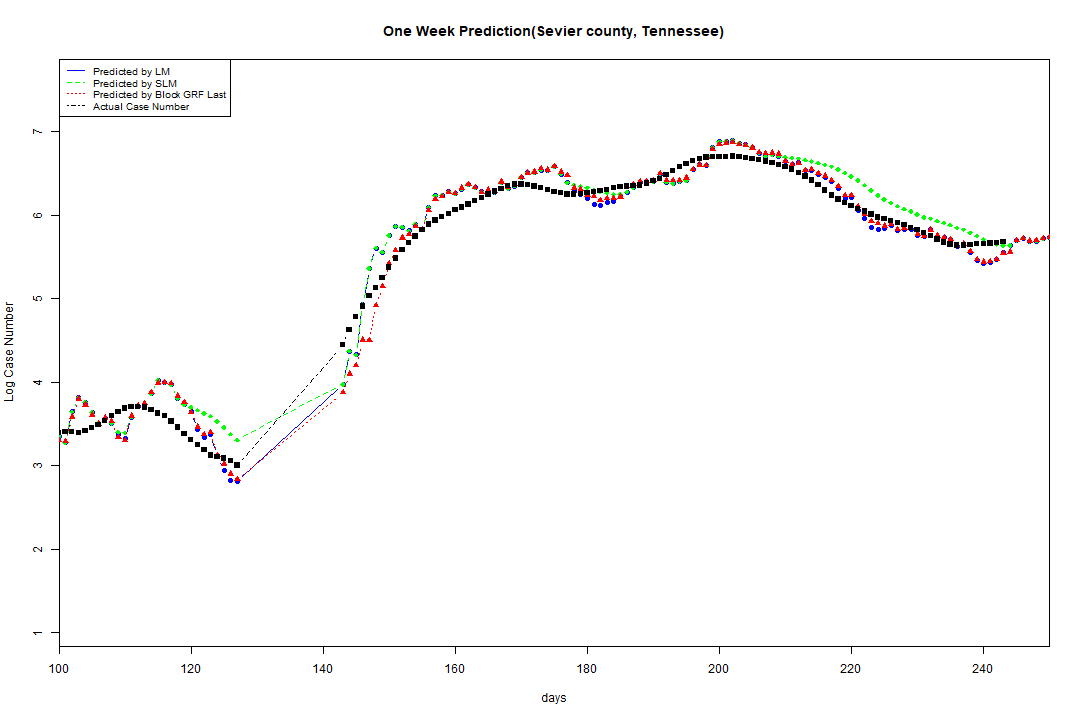 One Week Prediction(Sevier county, Tennessee)
Predicted by LM
Predicted by SLM
Predicted by Block GRF Last
Actual Case Number
7
6
5
4
3
2
1
Log Case Number
100 120 140 160 180 200 220 240
days